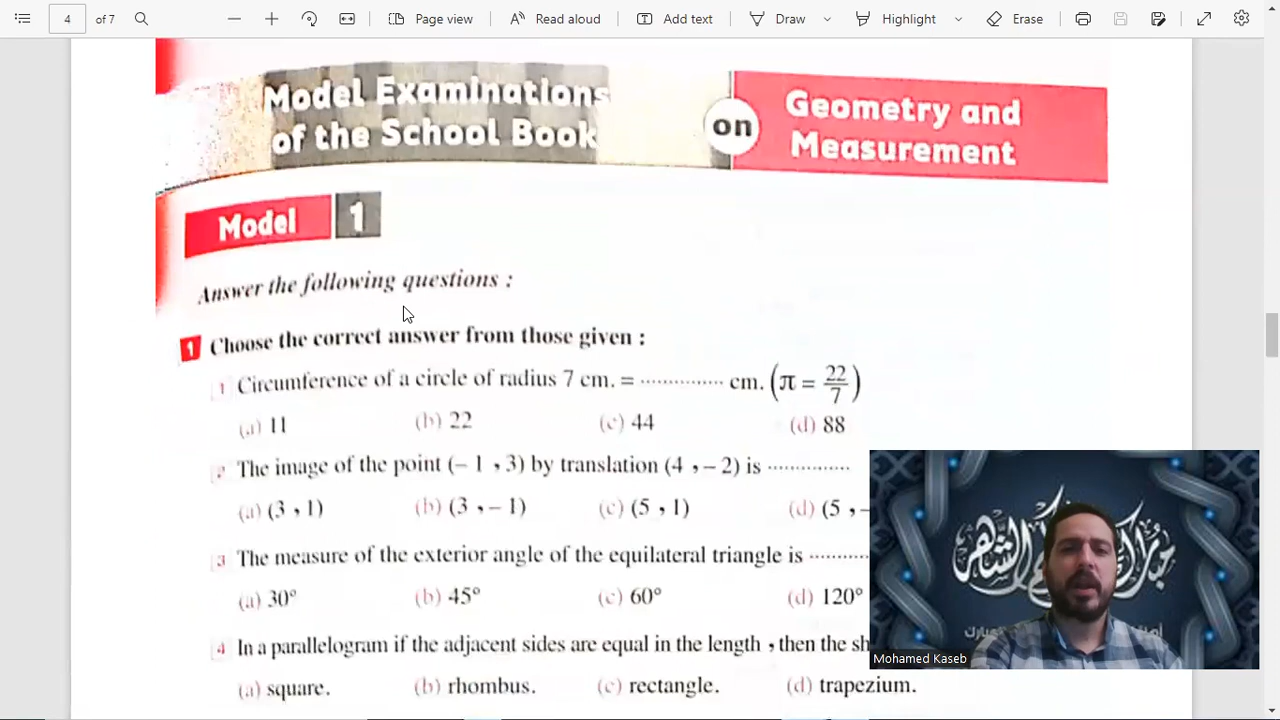 4 of 7 Page view Read aloud Add text Draw Highlight Erase
Model Examinations
of the School Book
on
Geometry and
Measurement
Model 1
Answer the following questions :
1 Choose the correct answer from those given :
1 Circumference of a circle of radius 7 cm. = ··············· cm. (π = 22/7)
(a) 11 (b) 22 (c) 44 (d) 88
2 The image of the point (– 1 , 3) by translation (4 , – 2) is ···············
(a) (3 , 1) (b) (3 , – 1) (c) (5 , 1) (d) (5 , –
3 The measure of the exterior angle of the equilateral triangle is ··········
(a) 30° (b) 45° (c) 60° (d) 120°
4 In a parallelogram if the adjacent sides are equal in the length , then the sh
(a) square. (b) rhombus. (c) rectangle. (d) trapezium.
Mohamed Kaseb